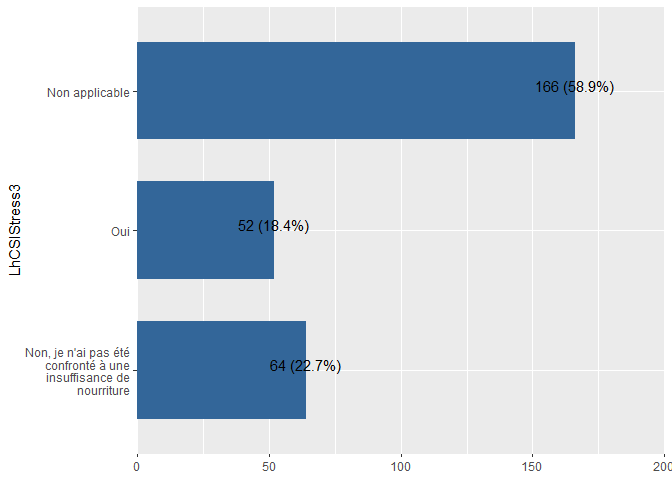 LhCSIStress3
Non applicable
166 (58.9%)
Oui
52 (18.4%)
Non, je n'ai pas été
confronté à une
insuffisance de
nourriture
64 (22.7%)
0
50
100
150
200